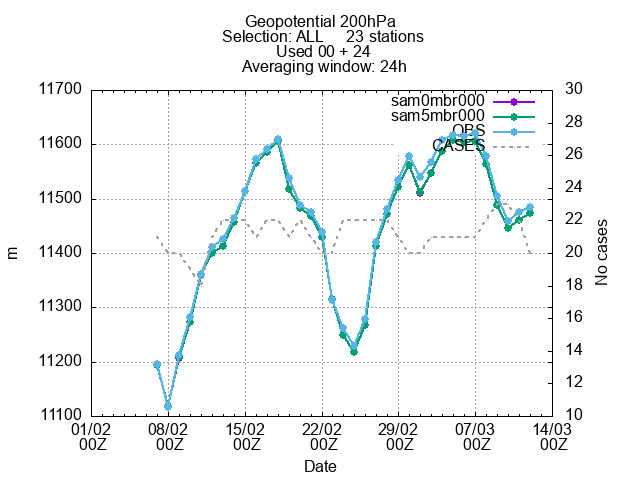 Geopotential 200hPa
Selection: ALL 23 stations
Used 00 + 24
Averaging window: 24h
sam0mbr000
sam5mbr000
OBS
CASES
11700
11600
11500
11400
11300
11200
11100
m
30
28
26
24
22
20
18
16
14
12
10
No cases
01/02 08/02 15/02 22/02 29/02 07/03 14/03
00Z 00Z 00Z 00Z 00Z 00Z 00Z
Date